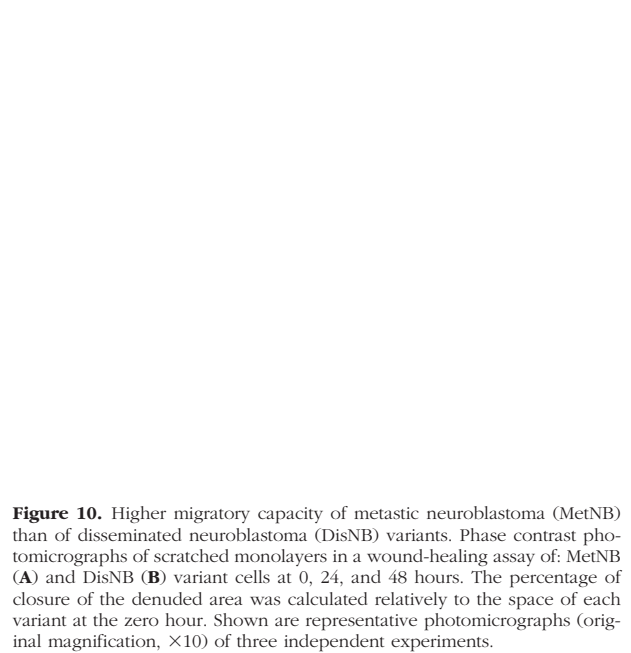 Figure 10. Higher migratory capacity of metastic neuroblastoma (MetNB)
than of disseminated neuroblastoma (DisNB) variants. Phase contrast pho-
tomicrographs of scratched monolayers in a wound-healing assay of: MetNB
(A) and DisNB (B) variant cells at 0, 24, and 48 hours. The percentage of
closure of the denuded area was calculated relatively to the space of each
variant at the zero hour. Shown are representative photomicrographs (orig-
inal magnification, ×10) of three independent experiments.